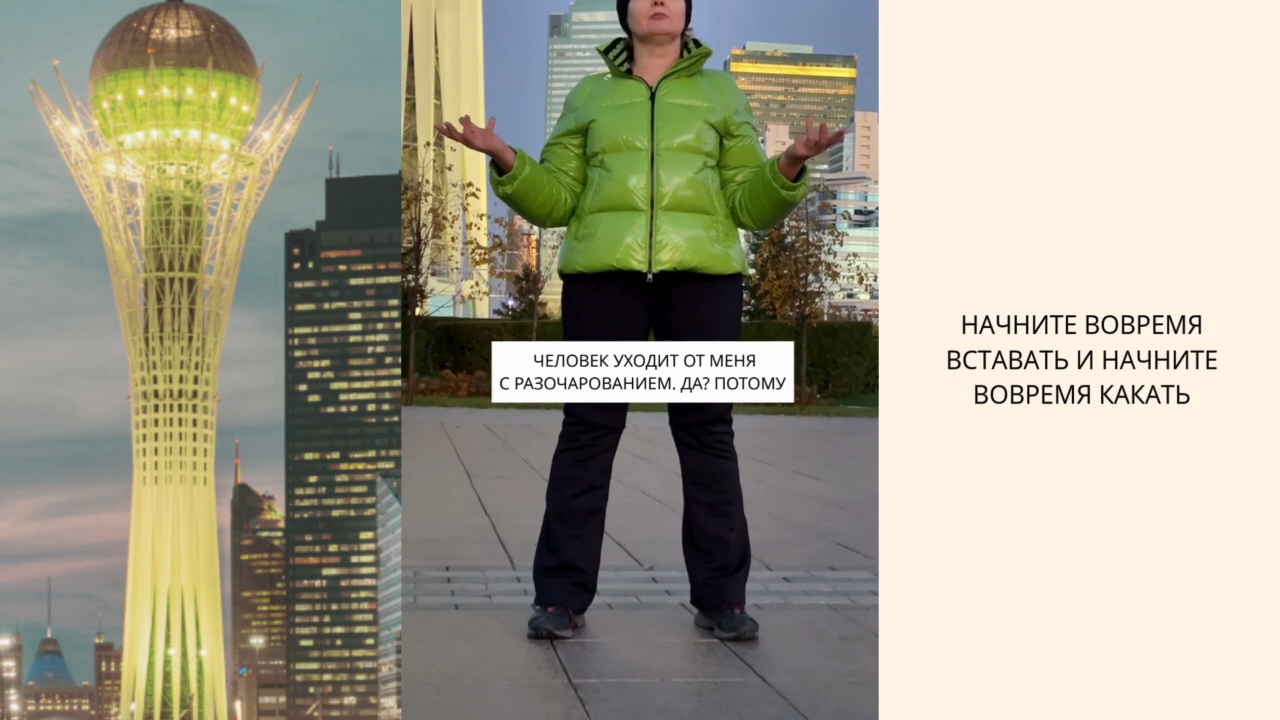 ЧЕЛОВЕК УХОДИТ ОТ МЕНЯ
С РАЗОЧАРОВАНИЕМ. ДА? ПОТОМУ
НАЧНИТЕ ВОВРЕМЯ
ВСТАВАТЬ И НАЧНИТЕ
ВОВРЕМЯ КАКАТЬ